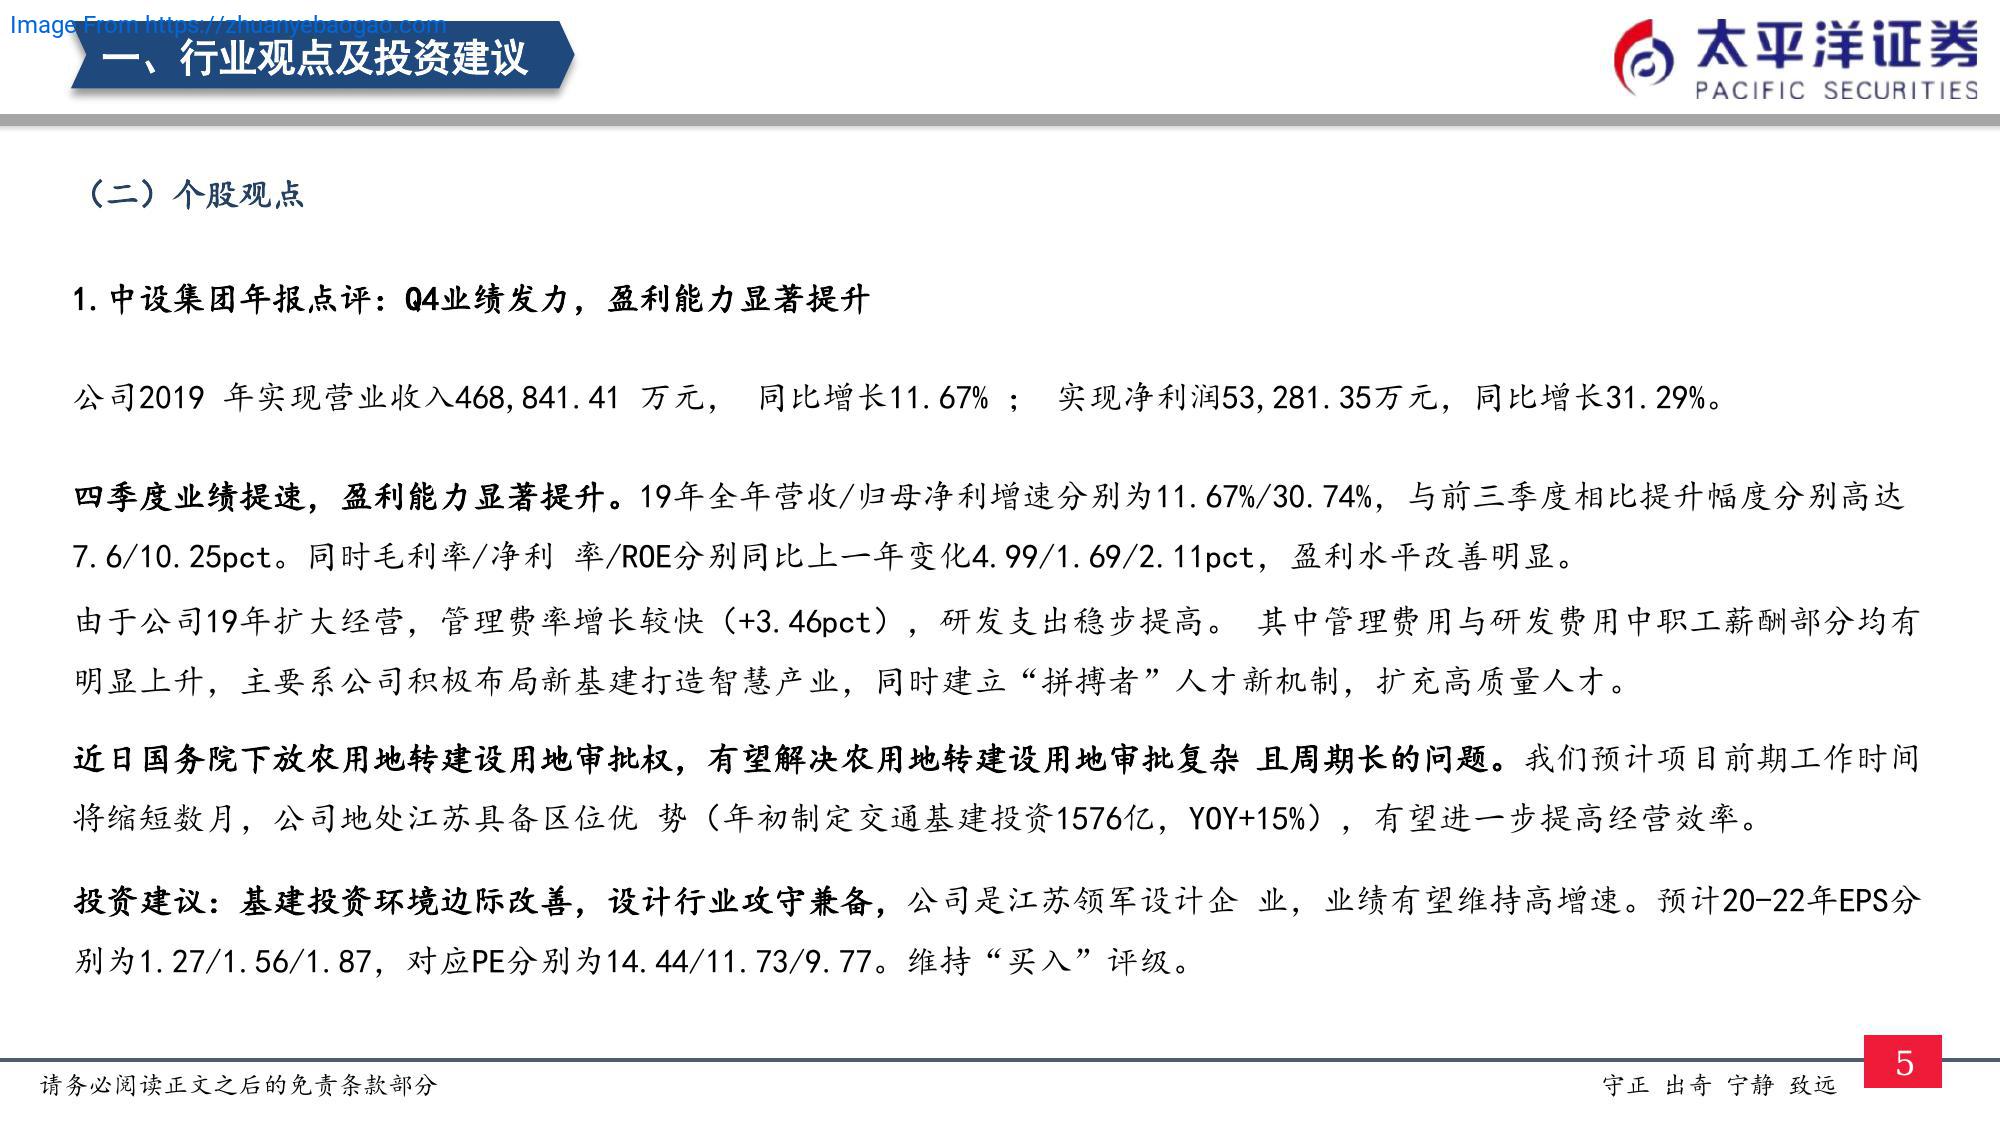 Image From https://zhuanyebaogao.com
一、行业观点及投资建议
太平洋证券
PACIFIC SECURITIES
（二）个股观点
1.中设集团年报点评：Q4业绩发力，盈利能力显著提升
公司2019 年实现营业收入468,841.41 万元， 同比增长11.67% ； 实现净利润53,281.35万元，同比增长31.29%。
四季度业绩提速，盈利能力显著提升。19年全年营收/归母净利增速分别为11.67%/30.74%，与前三季度相比提升幅度分别高达
7.6/10.25pct。同时毛利率/净利 率/ROE分别同比上一年变化4.99/1.69/2.11pct，盈利水平改善明显。
由于公司19年扩大经营，管理费率增长较快（+3.46pct），研发支出稳步提高。 其中管理费用与研发费用中职工薪酬部分均有
明显上升，主要系公司积极布局新基建打造智慧产业，同时建立“拼搏者”人才新机制，扩充高质量人才。
近日国务院下放农用地转建设用地审批权，有望解决农用地转建设用地审批复杂 且周期长的问题。我们预计项目前期工作时间
将缩短数月，公司地处江苏具备区位优 势（年初制定交通基建投资1576亿，YOY+15%），有望进一步提高经营效率。
投资建议：基建投资环境边际改善，设计行业攻守兼备，公司是江苏领军设计企 业，业绩有望维持高增速。预计20-22年EPS分
别为1.27/1.56/1.87，对应PE分别为14.44/11.73/9.77。维持“买入”评级。
请务必阅读正文之后的免责条款部分
守正 出奇 宁静 致远
5